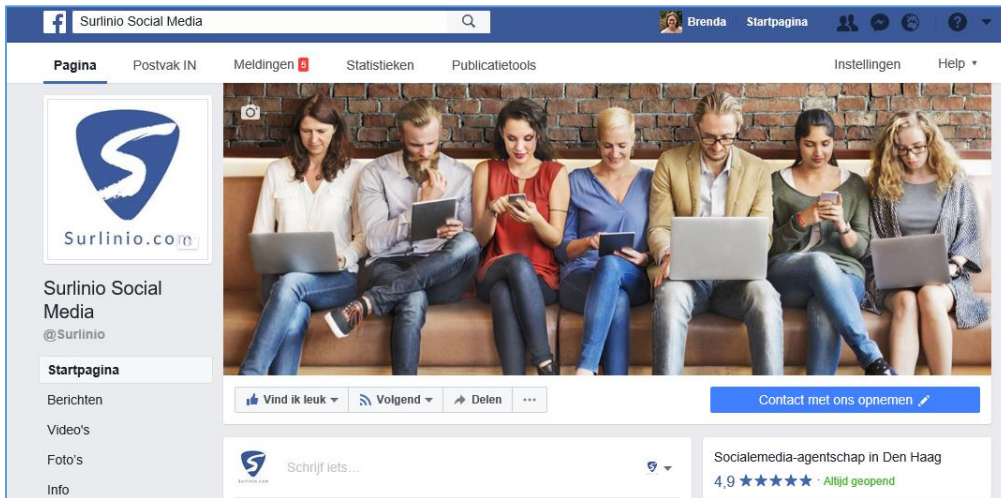 Surlinio Social Media
Brenda Startpagina
Pagina Postvak IN Meldingen 5 Statistieken Publicatietools Instellingen Help
Surlinio.com
Surlinio Social
Media
@Surlinio
Startpagina
Berichten
Video's
Foto's
Info
Vind ik leuk Volgend Delen ...
Contact met ons opnemen
Surlinio.com
Schrijf iets...
Socialemedia-agentschap in Den Haag
4,9 ★★★★★ · Altijd geopend